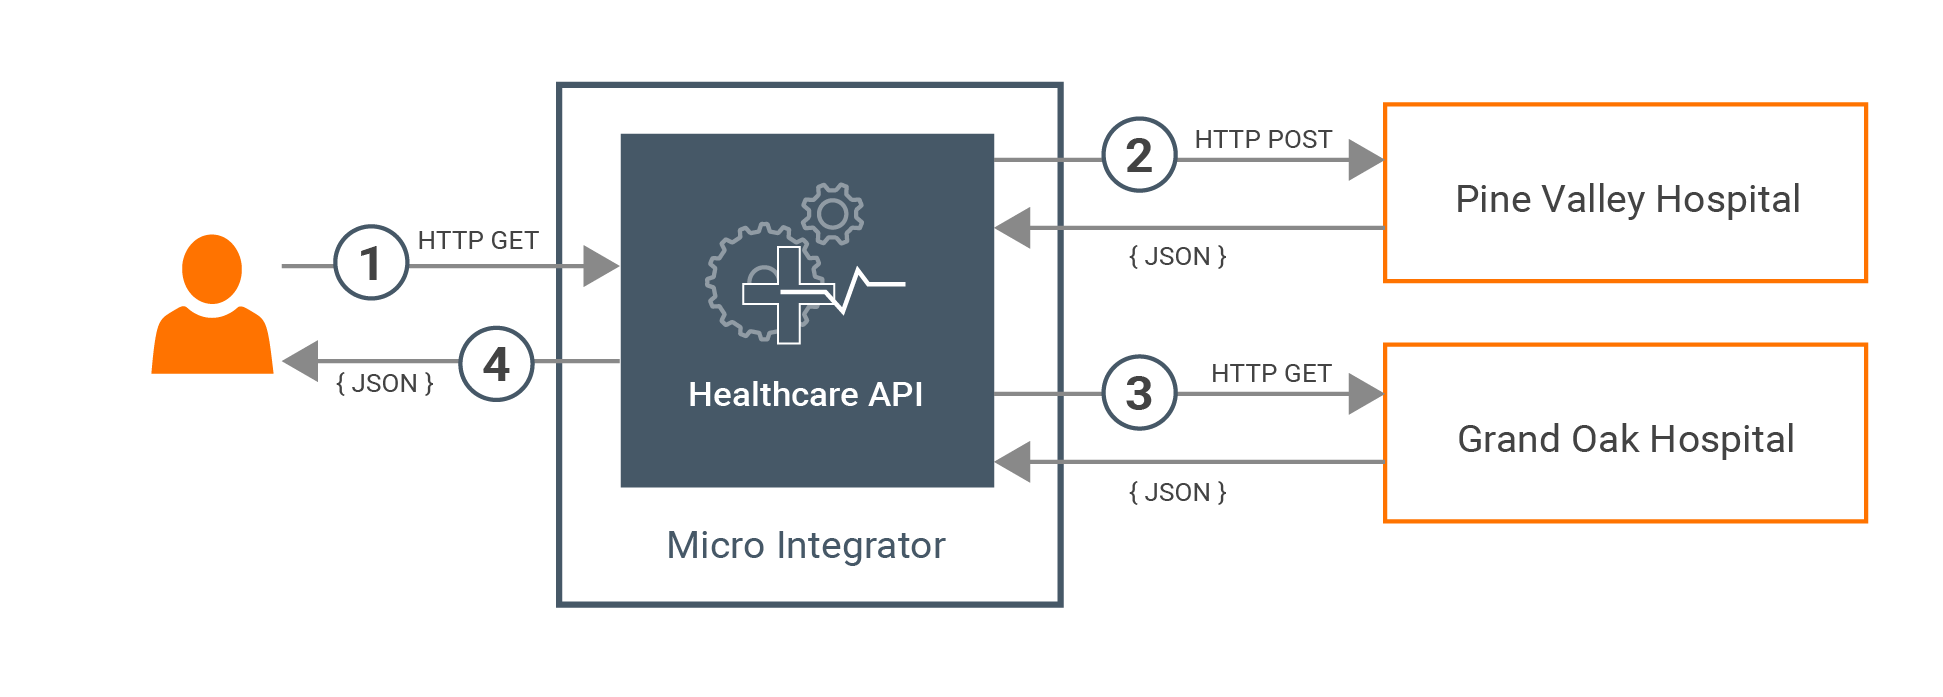 1
HTTP GET
4
{ JSON }
Healthcare API
Micro Integrator
2
HTTP POST
{ JSON }
Pine Valley Hospital
3
HTTP GET
{ JSON }
Grand Oak Hospital